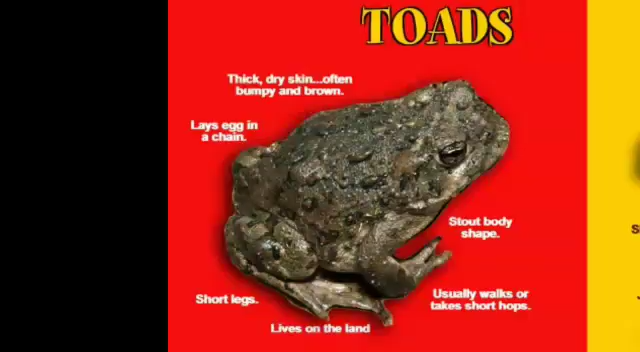 TOADS
Thick, dry skin...often
bumpy and brown.
Lays egg in
a chain.
Stout body
shape.
Short legs.
Usually walks or
takes short hops.
Lives on the land